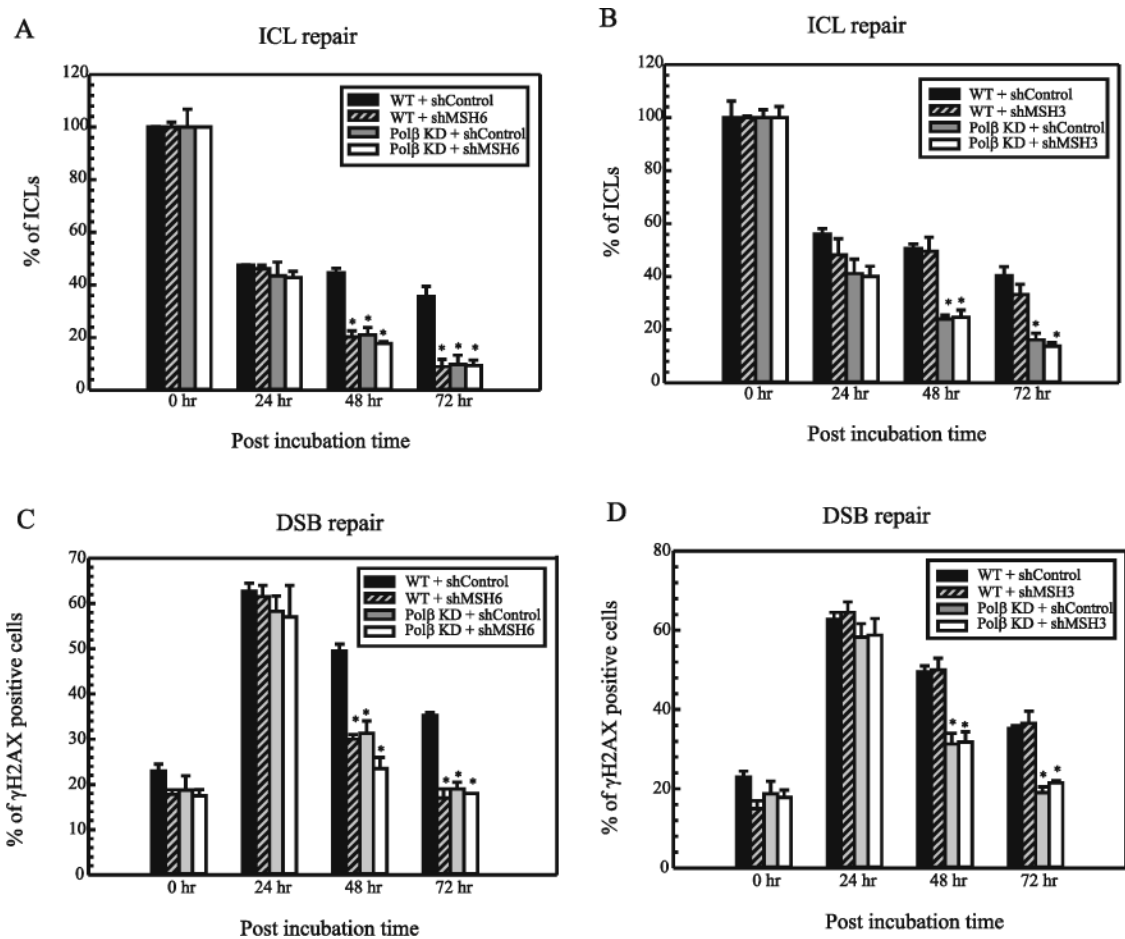 A
ICL repair
% of ICLs
120
100
80
60
40
20
0
WT + shControl
WT + shMSH6
Polβ KD + shControl
Polβ KD + shMSH6
* * *
* * *
0 hr 24 hr 48 hr 72 hr
Post incubation time
B
ICL repair
% of ICLs
120
100
80
60
40
20
0
WT + shControl
WT + shMSH3
Polβ KD + shControl
Polβ KD + shMSH3
* *
* *
0 hr 24 hr 48 hr 72 hr
Post incubation time
C
DSB repair
% of γH2AX positive cells
70
60
50
40
30
20
10
0
WT + shControl
WT + shMSH6
Polβ KD + shControl
Polβ KD + shMSH6
* * *
* * *
0 hr 24 hr 48 hr 72 hr
Post incubation time
D
DSB repair
% of γH2AX positive cells
80
60
40
20
0
WT + shControl
WT + shMSH3
Polβ KD + shControl
Polβ KD + shMSH3
* *
* *
0 hr 24 hr 48 hr 72 hr
Post incubation time